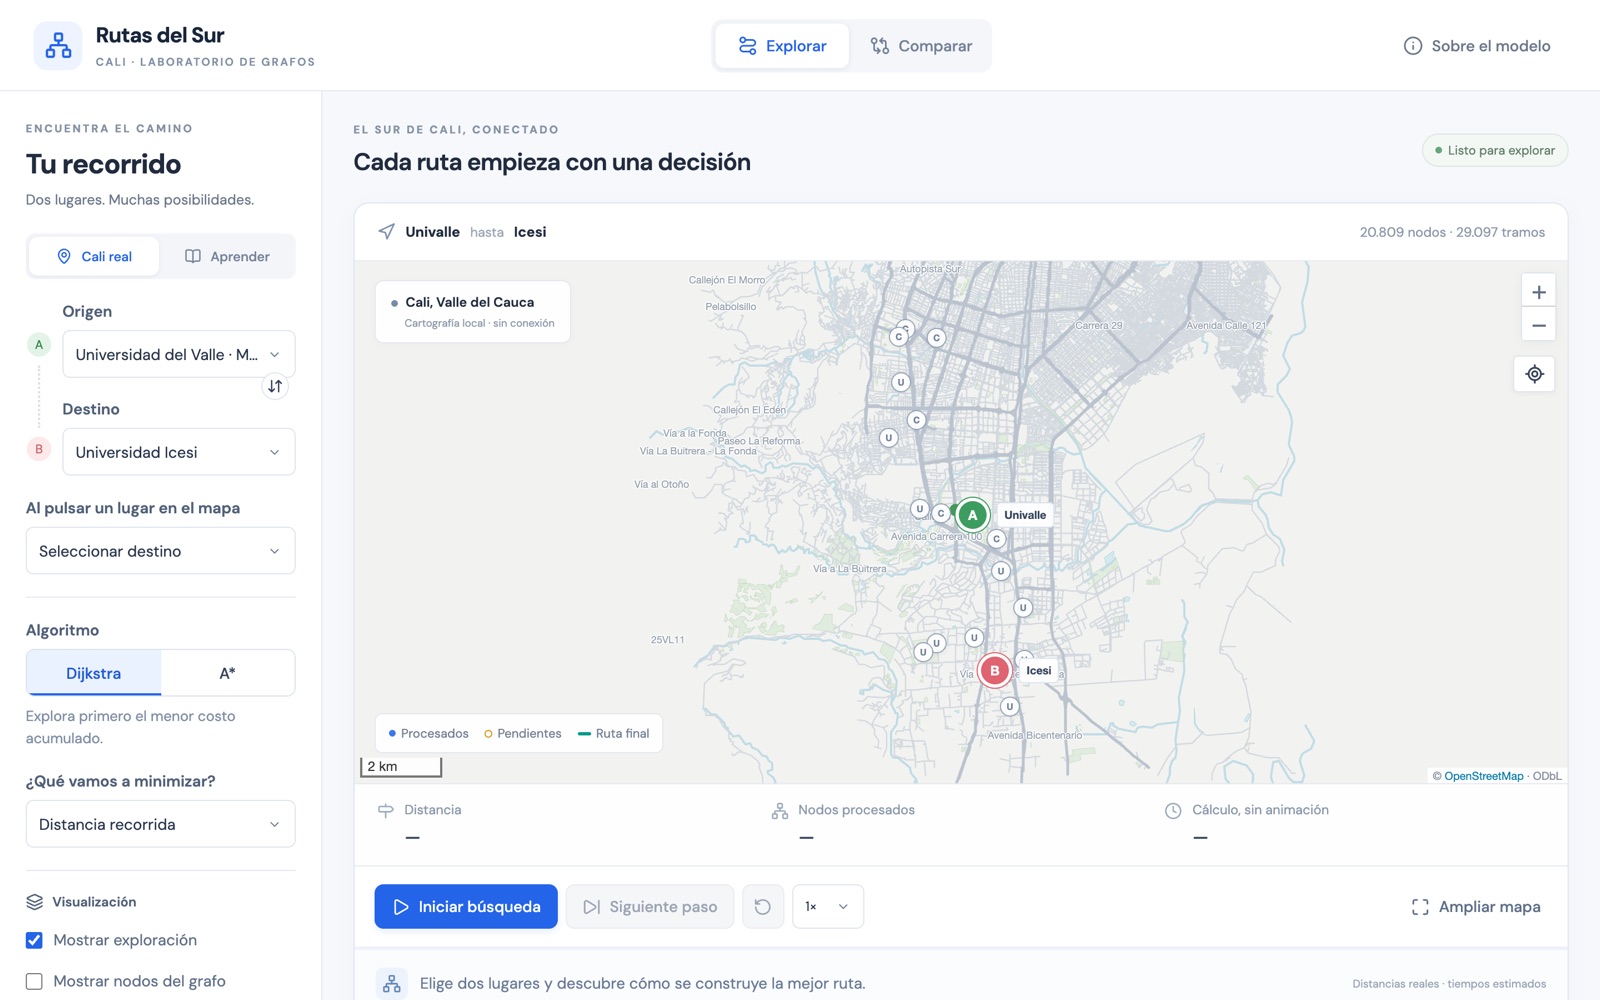 Rutas del Sur
CALI · LABORATORIO DE GRAFOS
Explorar
Comparar
Sobre el modelo
ENCUENTRA EL CAMINO
Tu recorrido
Dos lugares. Muchas posibilidades.
Cali real
Aprender
Origen
A
Universidad del Valle · M...
Destino
B
Universidad Icesi
Al pulsar un lugar en el mapa
Seleccionar destino
Algoritmo
Dijkstra
A*
Explora primero el menor costo
acumulado.
¿Qué vamos a minimizar?
Distancia recorrida
Visualización
Mostrar exploración
Mostrar nodos del grafo
EL SUR DE CALI, CONECTADO
Cada ruta empieza con una decisión
Listo para explorar
Univalle hasta Icesi
20.809 nodos · 29.097 tramos
Cali, Valle del Cauca
Cartografía local · sin conexión
Autopista Sur
Callejón El Morro
Pelabolsillo
Carrera 29
Avenida Calle 121
C
C
C
U
Callejón El Edén
C
U
Vía a la Fonda
Paseo La Reforma
Vía La Buitrera - La Fonda
Vía al Otoño
U
C
A
Univalle
Avenida Carrera 100
C
Vía a La Buitrera
U
U
25VL11
U
U
U
B
Icesi
U
Avenida Bicentenario
Procesados
Pendientes
Ruta final
2 km
© OpenStreetMap · ODbL
Distancia
—
Nodos procesados
—
Cálculo, sin animación
—
Iniciar búsqueda
Siguiente paso
1×
Ampliar mapa
Elige dos lugares y descubre cómo se construye la mejor ruta.
Distancias reales · tiempos estimados